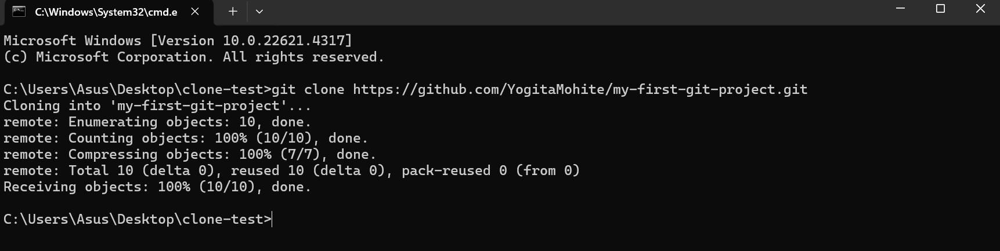 C:\Windows\System32\cmd.e
Microsoft Windows [Version 10.0.22621.4317]
(c) Microsoft Corporation. All rights reserved.
C:\Users\Asus\Desktop\clone-test>git clone https://github.com/YogitaMohite/my-first-git-project.git
Cloning into 'my-first-git-project'...
remote: Enumerating objects: 10, done.
remote: Counting objects: 100% (10/10), done.
remote: Compressing objects: 100% (7/7), done.
remote: Total 10 (delta 0), reused 10 (delta 0), pack-reused 0 (from 0)
Receiving objects: 100% (10/10), done.
C:\Users\Asus\Desktop\clone-test>